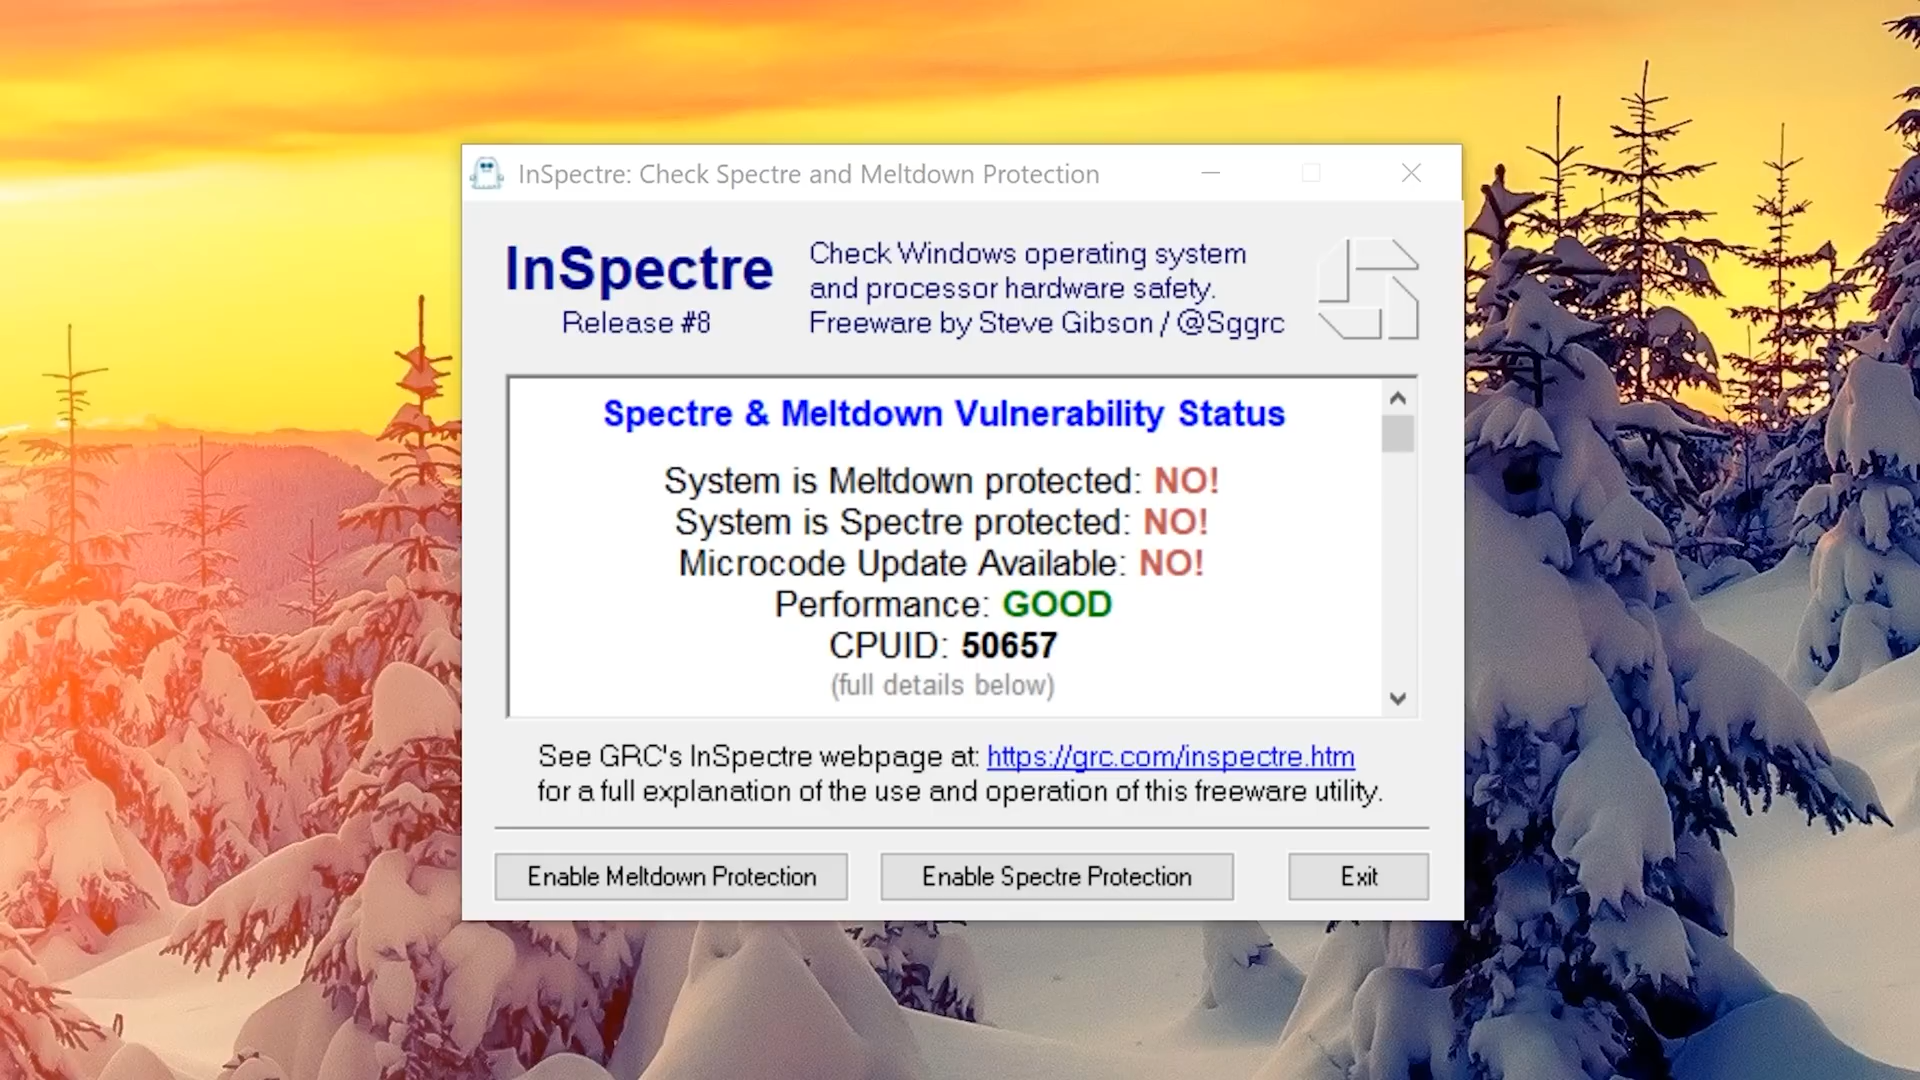 InSpectre: Check Spectre and Meltdown Protection
InSpectre
Release #8
Check Windows operating system
and processor hardware safety.
Freeware by Steve Gibson / @Sggrc
Spectre & Meltdown Vulnerability Status
System is Meltdown protected: NO!
System is Spectre protected: NO!
Microcode Update Available: NO!
Performance: GOOD
CPUID: 50657
(full details below)
See GRC's InSpectre webpage at: https://grc.com/inspectre.htm
for a full explanation of the use and operation of this freeware utility.
Enable Meltdown Protection
Enable Spectre Protection
Exit